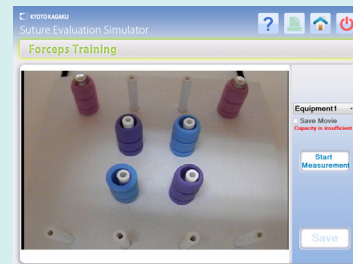 KYOTO KAGAKU
Suture Evaluation Simulator
?
Forceps Training
Equipment1
Save Movie
Capacity is insufficient
Start
Measurement
Save